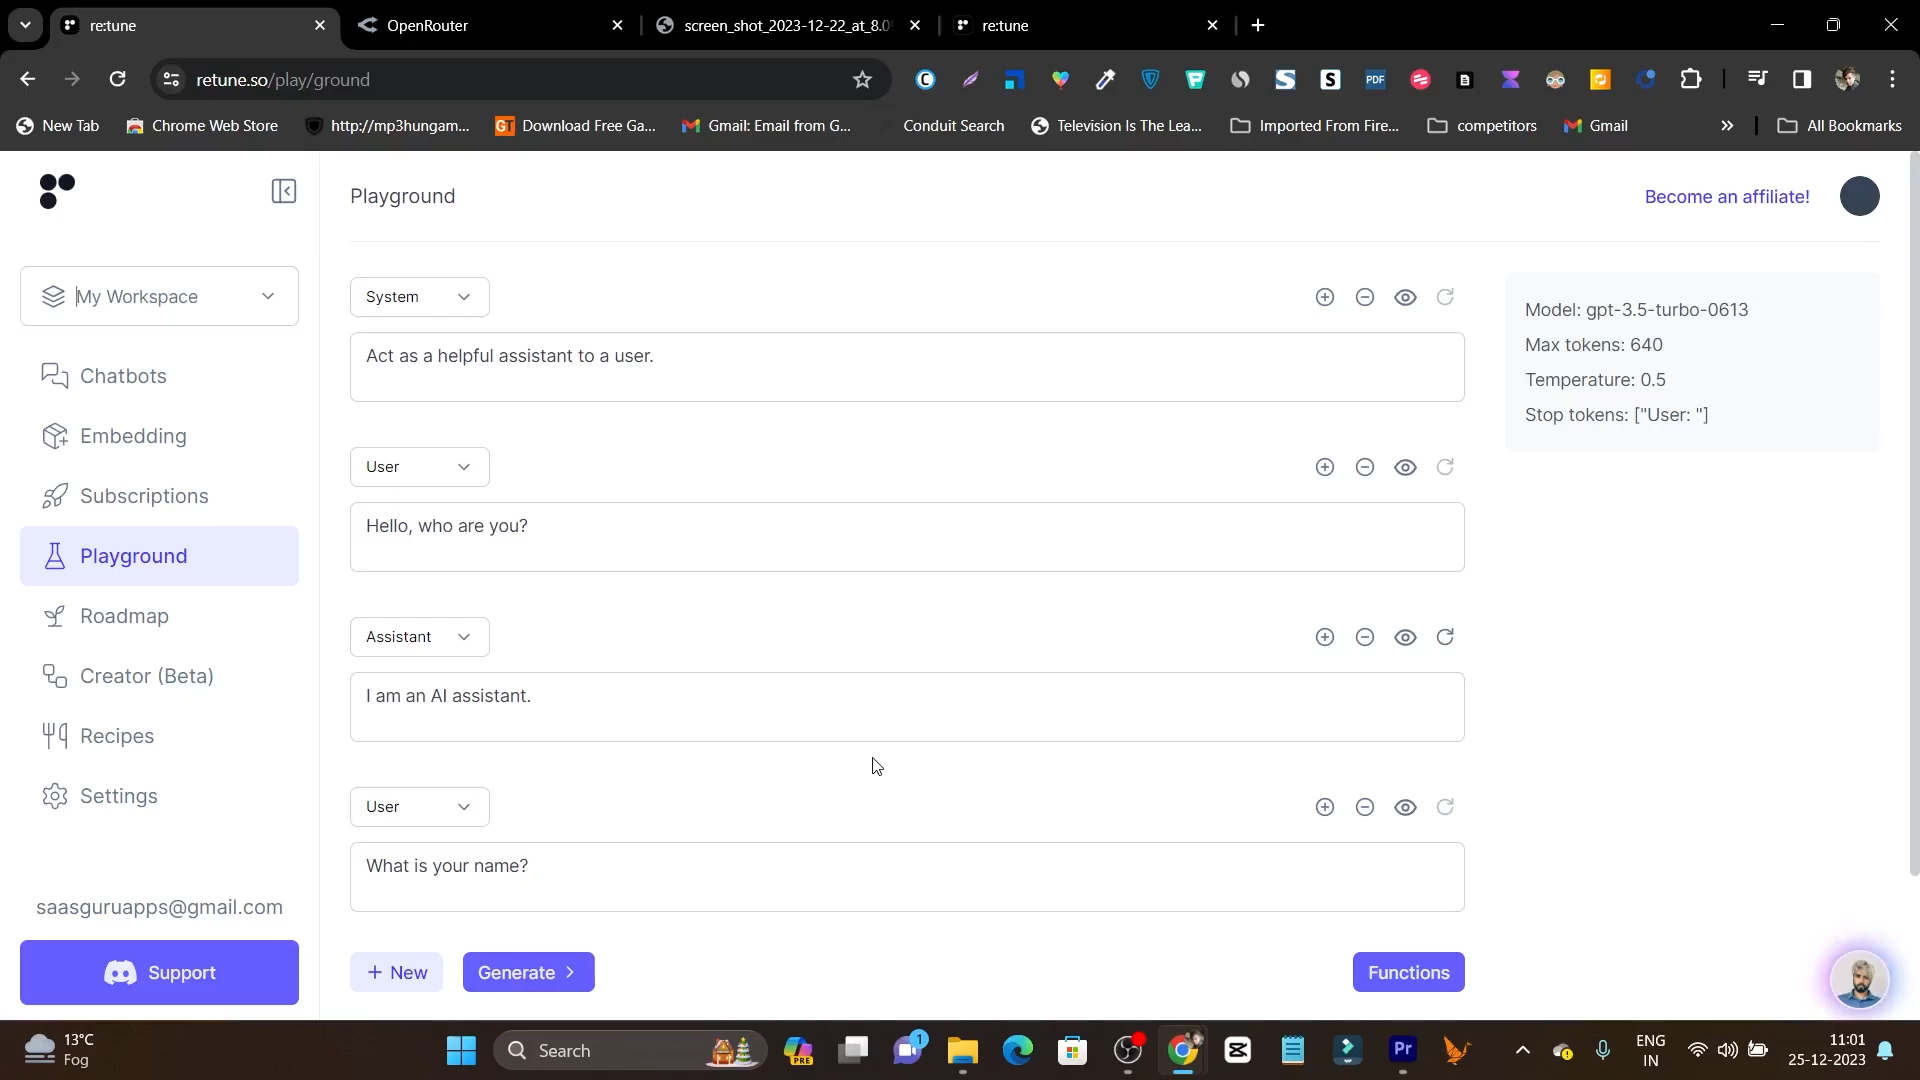 re:tune
OpenRouter
screen_shot_2023-12-22_at_8.0
re:tune
retune.so/play/ground
PDF
New Tab
Chrome Web Store
http://mp3hungam...
Download Free Ga...
Gmail: Email from G...
Conduit Search
Television Is The Lea...
Imported From Fire...
competitors
Gmail
All Bookmarks
Playground
Become an affiliate!
My Workspace
Chatbots
Embedding
Subscriptions
Playground
Roadmap
Creator (Beta)
Recipes
Settings
saasguruapps@gmail.com
Support
System
Act as a helpful assistant to a user.
User
Hello, who are you?
Assistant
I am an AI assistant.
User
What is your name?
+ New
Generate
Functions
Model: gpt-3.5-turbo-0613
Max tokens: 640
Temperature: 0.5
Stop tokens: ["User: "]
13°C
Fog
Search
PRE
1
Pr
ENG
IN
11:01
25-12-2023